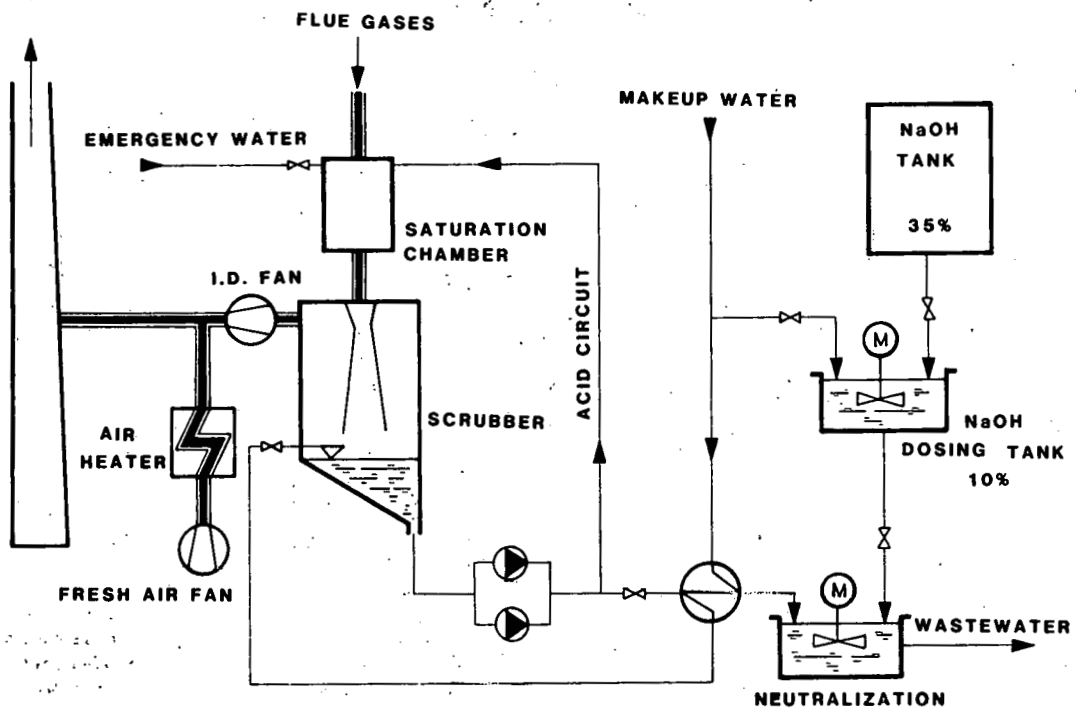 FLUE GASES
MAKEUP WATER
NaOH
TANK
35%
EMERGENCY WATER
SATURATION
CHAMBER
I.D. FAN
ACID CIRCUIT
M
SCRUBBER
NaOH
DOSING TANK
10%
AIR
HEATER
FRESH AIR FAN
M
WASTEWATER
NEUTRALIZATION